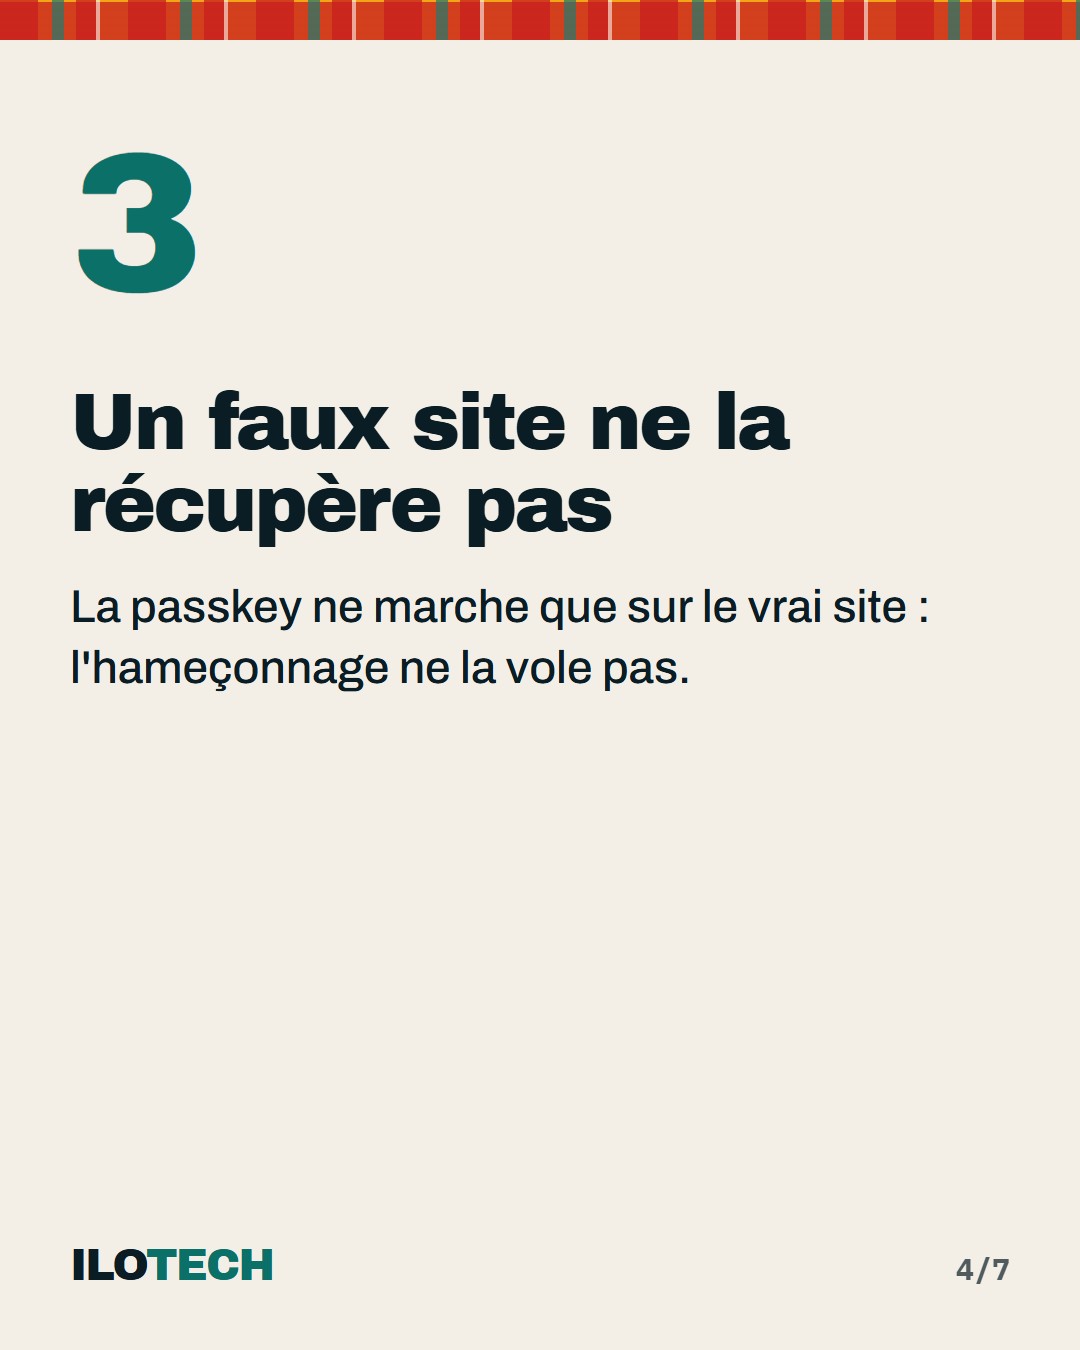 3
Un faux site ne la
récupère pas
La passkey ne marche que sur le vrai site :
l'hameçonnage ne la vole pas.
ILOTECH
4/7